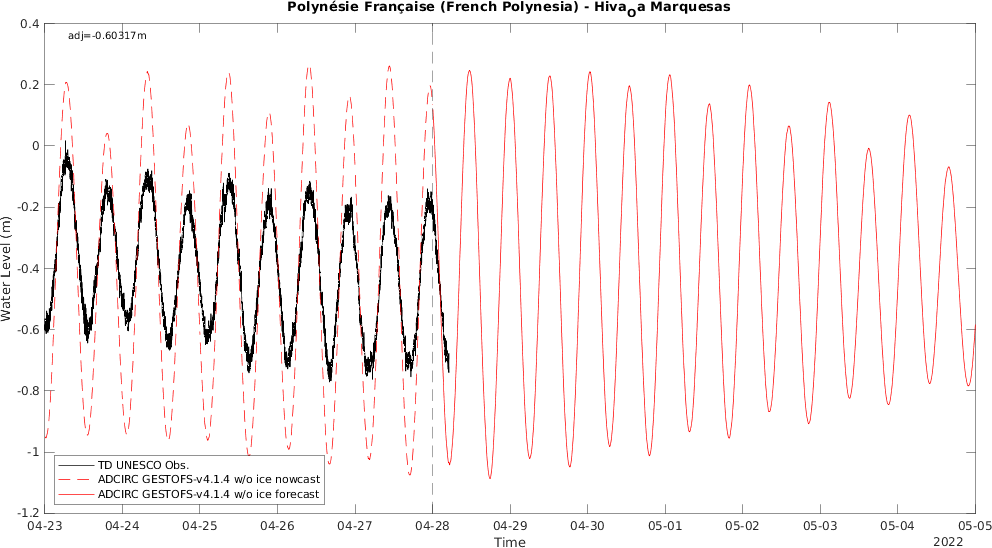 Polynésie Française (French Polynesia) - Hiva_Oa Marquesas
adj=-0.60317m
0.4
0.2
0
-0.2
-0.4
-0.6
-0.8
-1
-1.2
Water Level (m)
TD UNESCO Obs.
ADCIRC GESTOFS-v4.1.4 w/o ice nowcast
ADCIRC GESTOFS-v4.1.4 w/o ice forecast
04-23 04-24 04-25 04-26 04-27 04-28 04-29 04-30 05-01 05-02 05-03 05-04 05-05
Time
2022